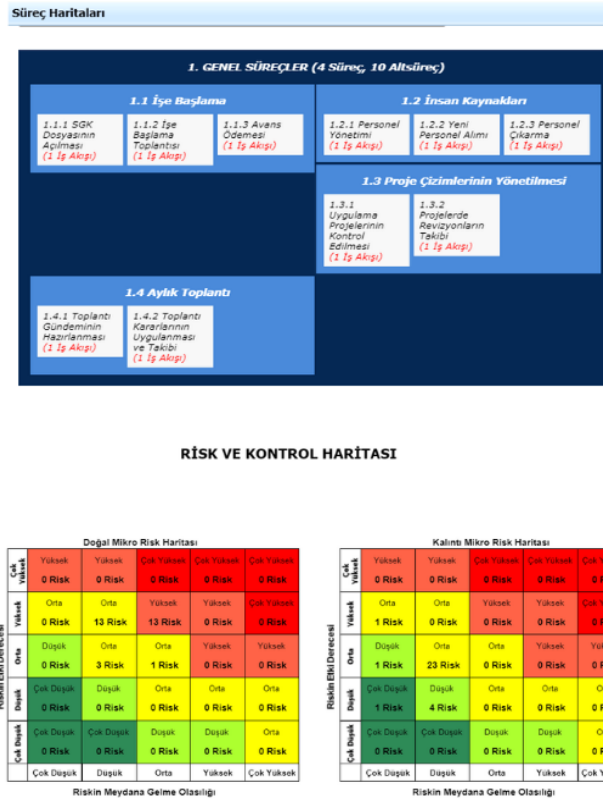 Süreç Haritaları
1. GENEL SÜREÇLER (4 Süreç, 10 Altsüreç)
1.1 İşe Başlama
1.1.1 SGK
Dosyasının
Açılması
(1 İş Akışı)
1.1.2 İşe
Başlama
Toplantısı
(1 İş Akışı)
1.1.3 Avans
Ödemesi
(1 İş Akışı)
1.2 İnsan Kaynakları
1.2.1 Personel
Yönetimi
(1 İş Akışı)
1.2.2 Yeni
Personel Alımı
(1 İş Akışı)
1.2.3 Personel
Çıkarma
(1 İş Akışı)
1.3 Proje Çizimlerinin Yönetilmesi
1.3.1
Uygulama
Projelerinin
Kontrol
Edilmesi
(1 İş Akışı)
1.3.2
Projelerde
Revizyonların
Takibi
(1 İş Akışı)
1.4 Aylık Toplantı
1.4.1 Toplantı
Gündeminin
Hazırlanması
(1 İş Akışı)
1.4.2 Toplantı
Kararlarının
Uygulanması
ve Takibi
(1 İş Akışı)
RİSK VE KONTROL HARİTASI
Doğal Mikro Risk Haritası
Çok Yüksek Yüksek Yüksek Çok Yüksek Çok Yüksek Çok Yüksek
0 Risk 0 Risk 0 Risk 0 Risk 0 Risk
Yüksek Orta Orta Yüksek Yüksek Çok Yüksek
0 Risk 13 Risk 13 Risk 0 Risk 0 Risk
Orta Düşük Orta Orta Yüksek Yüksek
0 Risk 3 Risk 1 Risk 0 Risk 0 Risk
Düşük Çok Düşük Düşük Orta Orta Orta
0 Risk 0 Risk 0 Risk 0 Risk 0 Risk
Çok Düşük Çok Düşük Çok Düşük Düşük Düşük Orta
0 Risk 0 Risk 0 Risk 0 Risk 0 Risk
Çok Düşük Düşük Orta Yüksek Çok Yüksek
Riskin Meydana Gelme Olasılığı
Kalıntı Mikro Risk Haritası
Riskin Etki Derecesi
Çok Yüksek Yüksek Yüksek Çok Yüksek Çok Yüksek
0 Risk 0 Risk 0 Risk 0 Risk
Yüksek Orta Orta Yüksek Yüksek
1 Risk 0 Risk 0 Risk 0 Risk
Orta Düşük Orta Orta Yüksek
1 Risk 23 Risk 0 Risk 0 Risk
Düşük Çok Düşük Düşük Orta Orta
1 Risk 4 Risk 0 Risk 0 Risk
Çok Düşük Çok Düşük Çok Düşük Düşük Düşük
0 Risk 0 Risk 0 Risk 0 Risk
Çok Düşük Düşük Orta Yüksek
Riskin Meydana Gelme Olasılığı